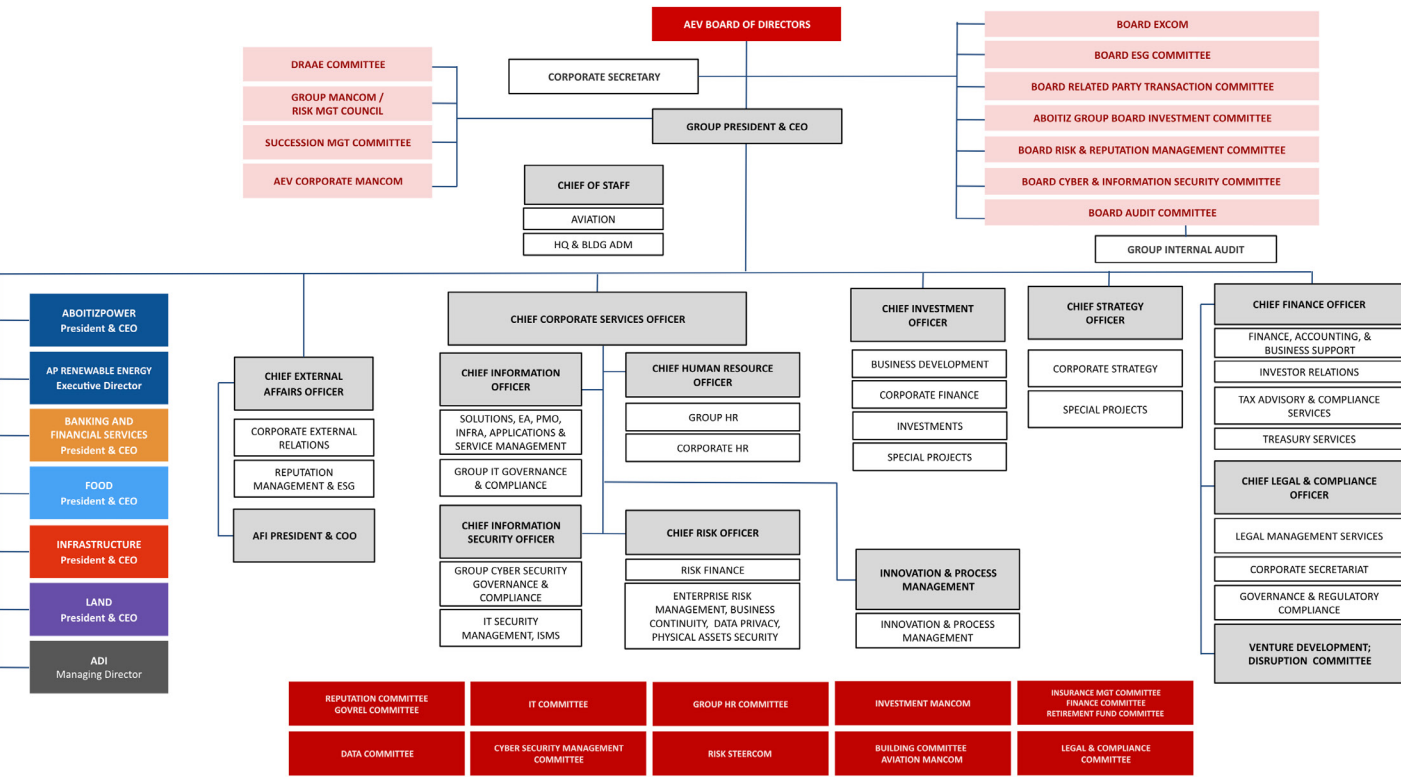 AEV BOARD OF DIRECTORS
CORPORATE SECRETARY
GROUP PRESIDENT & CEO
DRAAE COMMITTEE
GROUP MANCOM /
RISK MGT COUNCIL
SUCCESSION MGT COMMITTEE
AEV CORPORATE MANCOM
BOARD EXCOM
BOARD ESG COMMITTEE
BOARD RELATED PARTY TRANSACTION COMMITTEE
ABOITIZ GROUP BOARD INVESTMENT COMMITTEE
BOARD RISK & REPUTATION MANAGEMENT COMMITTEE
BOARD CYBER & INFORMATION SECURITY COMMITTEE
BOARD AUDIT COMMITTEE
GROUP INTERNAL AUDIT
CHIEF OF STAFF
AVIATION
HQ & BLDG ADM
ABOITIZPOWER
President & CEO
AP RENEWABLE ENERGY
Executive Director
BANKING AND
FINANCIAL SERVICES
President & CEO
FOOD
President & CEO
INFRASTRUCTURE
President & CEO
LAND
President & CEO
ADI
Managing Director
CHIEF EXTERNAL
AFFAIRS OFFICER
CORPORATE EXTERNAL
RELATIONS
REPUTATION
MANAGEMENT & ESG
AFI PRESIDENT & COO
CHIEF CORPORATE SERVICES OFFICER
CHIEF INFORMATION
OFFICER
SOLUTIONS, EA, PMO,
INFRA, APPLICATIONS &
SERVICE MANAGEMENT
GROUP IT GOVERNANCE
& COMPLIANCE
CHIEF INFORMATION
SECURITY OFFICER
GROUP CYBER SECURITY
GOVERNANCE &
COMPLIANCE
IT SECURITY
MANAGEMENT, ISMS
CHIEF HUMAN RESOURCE
OFFICER
GROUP HR
CORPORATE HR
CHIEF RISK OFFICER
RISK FINANCE
ENTERPRISE RISK
MANAGEMENT, BUSINESS
CONTINUITY, DATA PRIVACY,
PHYSICAL ASSETS SECURITY
CHIEF INVESTMENT
OFFICER
BUSINESS DEVELOPMENT
CORPORATE FINANCE
INVESTMENTS
SPECIAL PROJECTS
INNOVATION & PROCESS
MANAGEMENT
INNOVATION & PROCESS
MANAGEMENT
CHIEF STRATEGY
OFFICER
CORPORATE STRATEGY
SPECIAL PROJECTS
CHIEF FINANCE OFFICER
FINANCE, ACCOUNTING, &
BUSINESS SUPPORT
INVESTOR RELATIONS
TAX ADVISORY & COMPLIANCE
SERVICES
TREASURY SERVICES
CHIEF LEGAL & COMPLIANCE
OFFICER
LEGAL MANAGEMENT SERVICES
CORPORATE SECRETARIAT
GOVERNANCE & REGULATORY
COMPLIANCE
VENTURE DEVELOPMENT;
DISRUPTION COMMITTEE
REPUTATION COMMITTEE
GOVREL COMMITTEE
IT COMMITTEE
GROUP HR COMMITTEE
INVESTMENT MANCOM
INSURANCE MGT COMMITTEE
FINANCE COMMITTEE
RETIREMENT FUND COMMITTEE
DATA COMMITTEE
CYBER SECURITY MANAGEMENT
COMMITTEE
RISK STEERCOM
BUILDING COMMITTEE
AVIATION MANCOM
LEGAL & COMPLIANCE
COMMITTEE